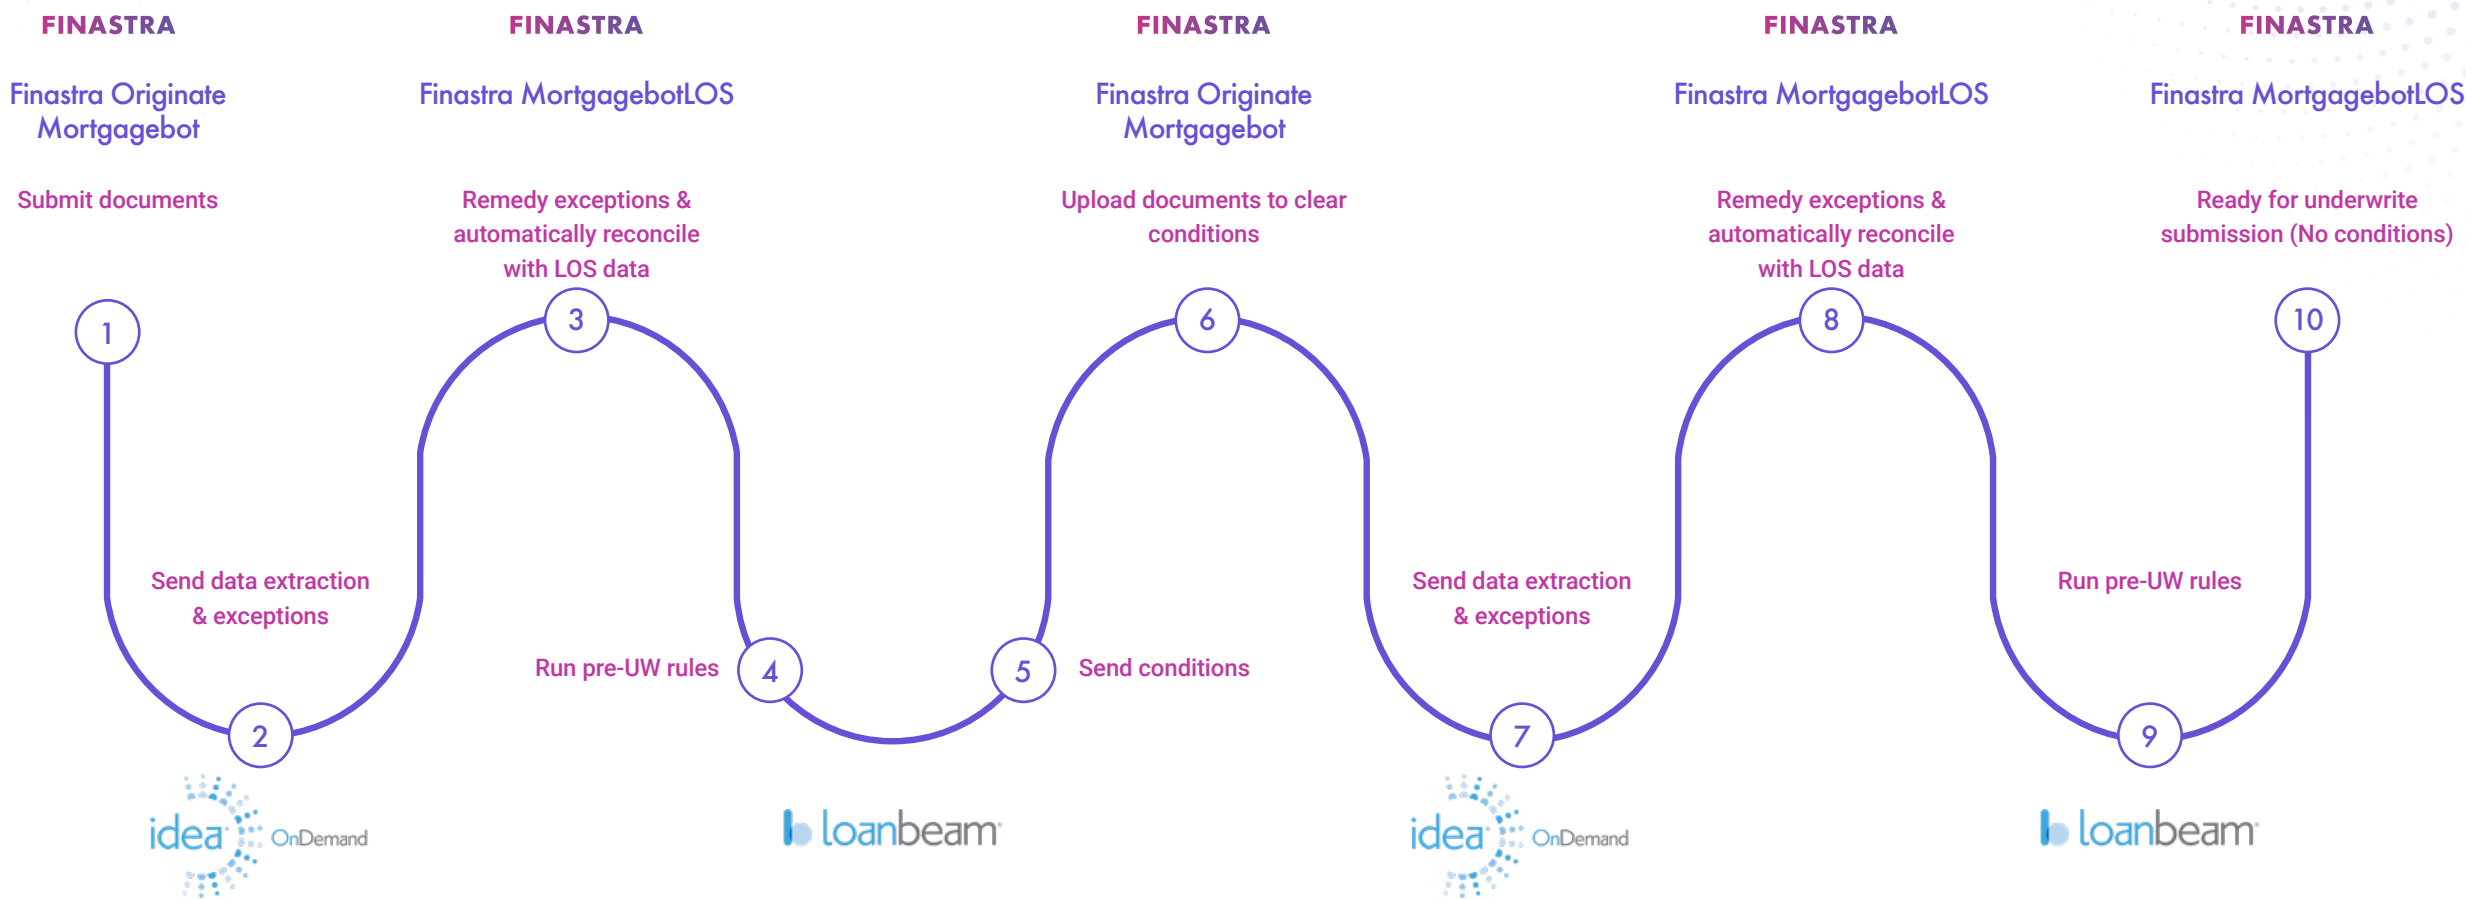 FINASTRA
Finastra Originate
Mortgagebot
Submit documents
1
Send data extraction
& exceptions
2
idea OnDemand
FINASTRA
Finastra MortgagebotLOS
Remedy exceptions &
automatically reconcile
with LOS data
3
Run pre-UW rules
4
loanbeam
5
Send conditions
FINASTRA
Finastra Originate
Mortgagebot
Upload documents to clear
conditions
6
Send data extraction
& exceptions
7
idea OnDemand
FINASTRA
Finastra MortgagebotLOS
Remedy exceptions &
automatically reconcile
with LOS data
8
Run pre-UW rules
9
loanbeam
FINASTRA
Finastra MortgagebotLOS
Ready for underwrite
submission (No conditions)
10